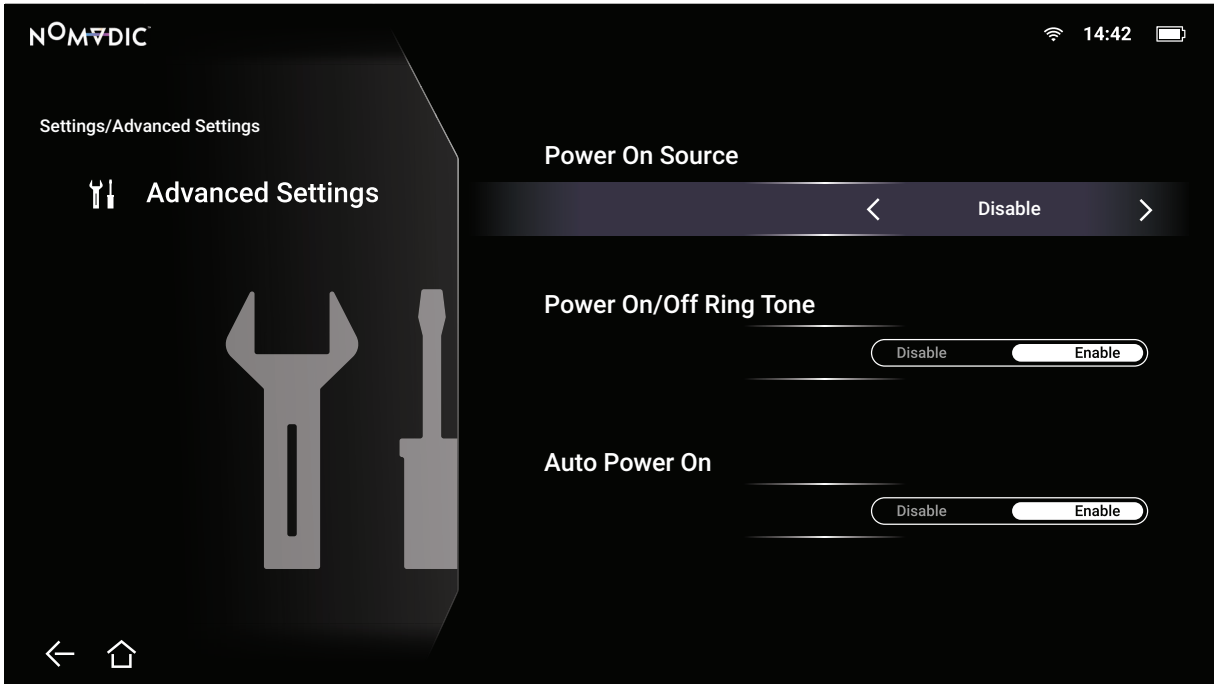 NOMADIC
14:42
Settings/Advanced Settings
Advanced Settings
Power On Source
Disable
Power On/Off Ring Tone
Disable Enable
Auto Power On
Disable Enable